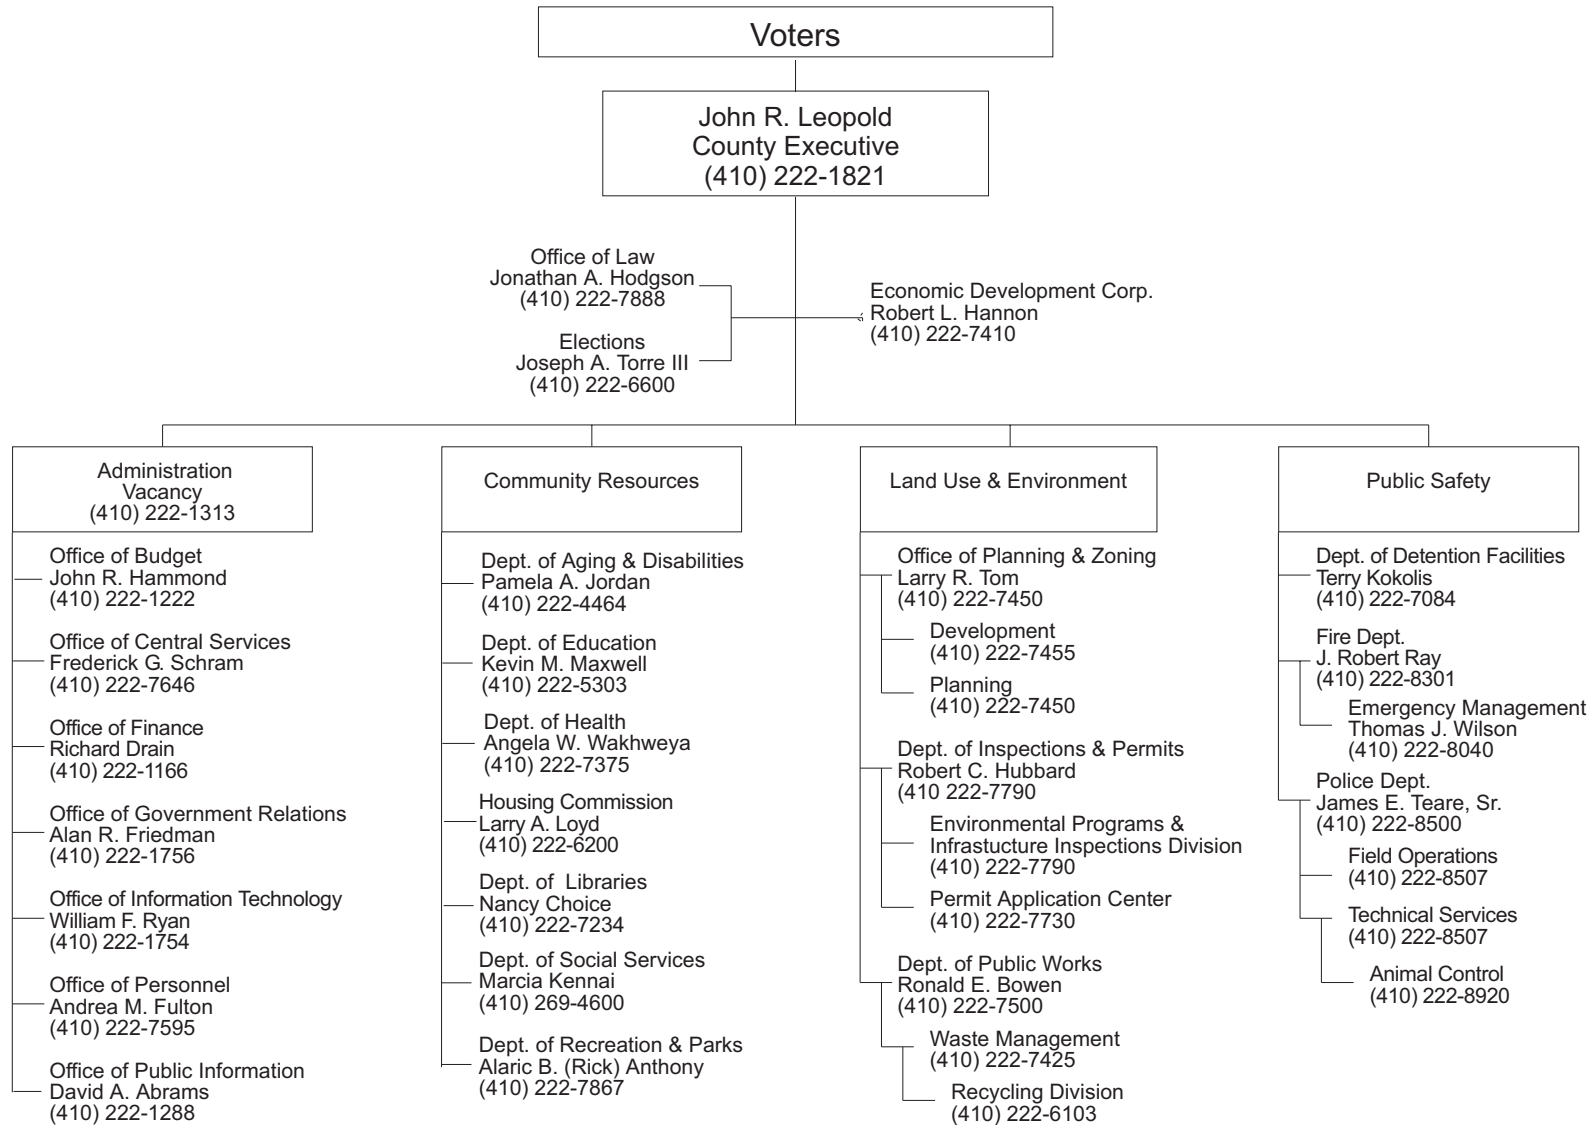 Voters
John R. Leopold
County Executive
(410) 222-1821
Office of Law
Jonathan A. Hodgson
(410) 222-7888
Elections
Joseph A. Torre III
(410) 222-6600
Economic Development Corp.
Robert L. Hannon
(410) 222-7410
Administration
Vacancy
(410) 222-1313
Office of Budget
John R. Hammond
(410) 222-1222
Office of Central Services
Frederick G. Schram
(410) 222-7646
Office of Finance
Richard Drain
(410) 222-1166
Office of Government Relations
Alan R. Friedman
(410) 222-1756
Office of Information Technology
William F. Ryan
(410) 222-1754
Office of Personnel
Andrea M. Fulton
(410) 222-7595
Office of Public Information
David A. Abrams
(410) 222-1288
Community Resources
Dept. of Aging & Disabilities
Pamela A. Jordan
(410) 222-4464
Dept. of Education
Kevin M. Maxwell
(410) 222-5303
Dept. of Health
Angela W. Wakhweya
(410) 222-7375
Housing Commission
Larry A. Loyd
(410) 222-6200
Dept. of Libraries
Nancy Choice
(410) 222-7234
Dept. of Social Services
Marcia Kennai
(410) 269-4600
Dept. of Recreation & Parks
Alaric B. (Rick) Anthony
(410) 222-7867
Land Use & Environment
Office of Planning & Zoning
Larry R. Tom
(410) 222-7450
Development
(410) 222-7455
Planning
(410) 222-7450
Dept. of Inspections & Permits
Robert C. Hubbard
(410 222-7790
Environmental Programs &
Infrastucture Inspections Division
(410) 222-7790
Permit Application Center
(410) 222-7730
Dept. of Public Works
Ronald E. Bowen
(410) 222-7500
Waste Management
(410) 222-7425
Recycling Division
(410) 222-6103
Public Safety
Dept. of Detention Facilities
Terry Kokolis
(410) 222-7084
Fire Dept.
J. Robert Ray
(410) 222-8301
Emergency Management
Thomas J. Wilson
(410) 222-8040
Police Dept.
James E. Teare, Sr.
(410) 222-8500
Field Operations
(410) 222-8507
Technical Services
(410) 222-8507
Animal Control
(410) 222-8920